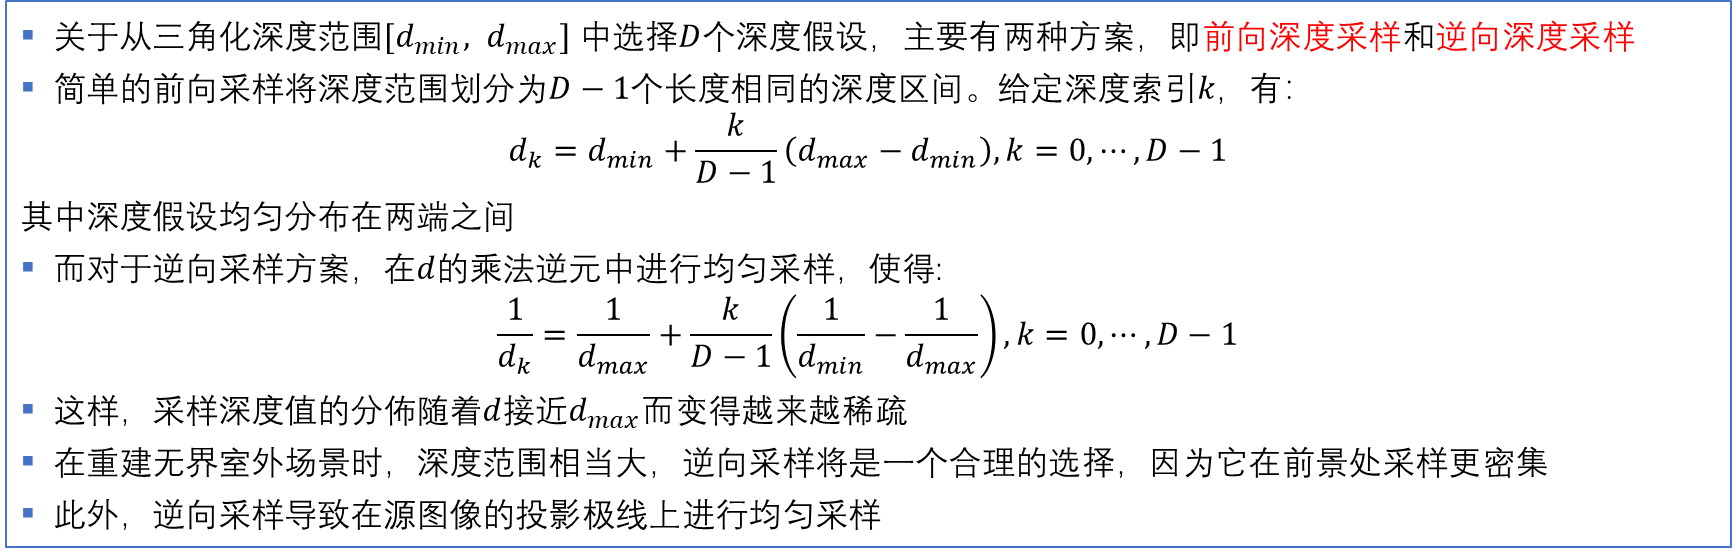 ▪ 关于从三角化深度范围[d_min, d_max] 中选择D个深度假设，主要有两种方案，即前向深度采样和逆向深度采样
▪ 简单的前向采样将深度范围划分为D − 1个长度相同的深度区间。给定深度索引k，有：
d_k = d_min + \frac{k}{D − 1} (d_max − d_min), k = 0, ⋯ , D − 1
其中深度假设均匀分布在两端之间
▪ 而对于逆向采样方案，在d的乘法逆元中进行均匀采样，使得:
\frac{1}{d_k} = \frac{1}{d_max} + \frac{k}{D − 1} ( \frac{1}{d_min} − \frac{1}{d_max} ), k = 0, ⋯ , D − 1
▪ 这样，采样深度值的分佈随着d接近d_max而变得越来越稀疏
▪ 在重建无界室外场景时，深度范围相当大，逆向采样将是一个合理的选择，因为它在前景处采样更密集
▪ 此外，逆向采样导致在源图像的投影极线上进行均匀采样